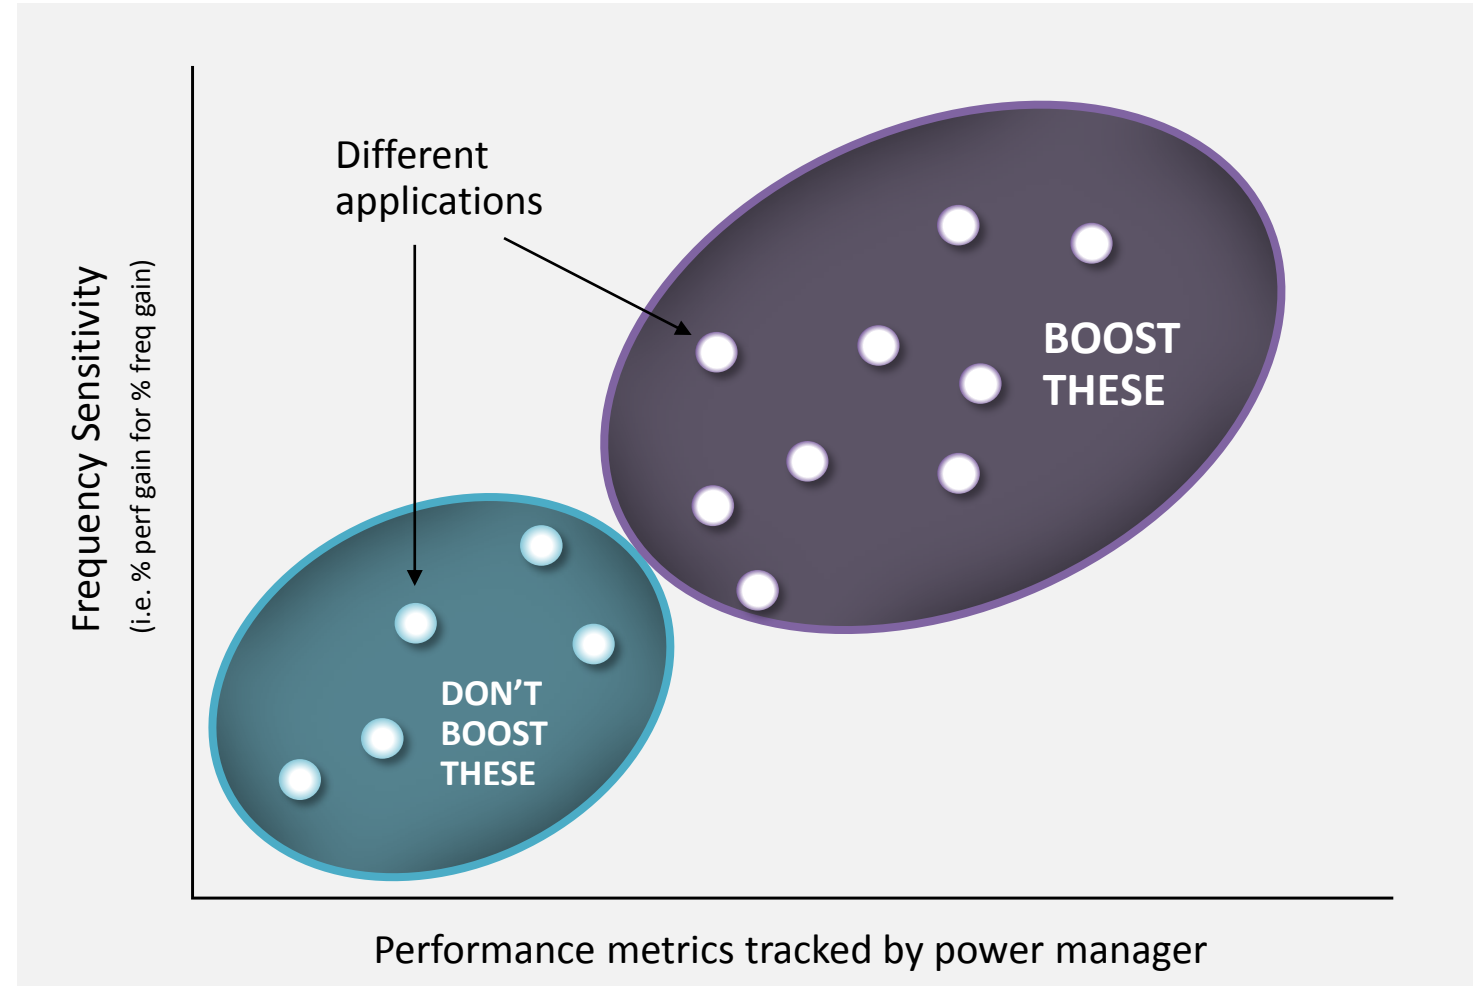 Different
applications
Frequency Sensitivity
(i.e. % perf gain for % freq gain)
BOOST
THESE
DON’T
BOOST
THESE
Performance metrics tracked by power manager